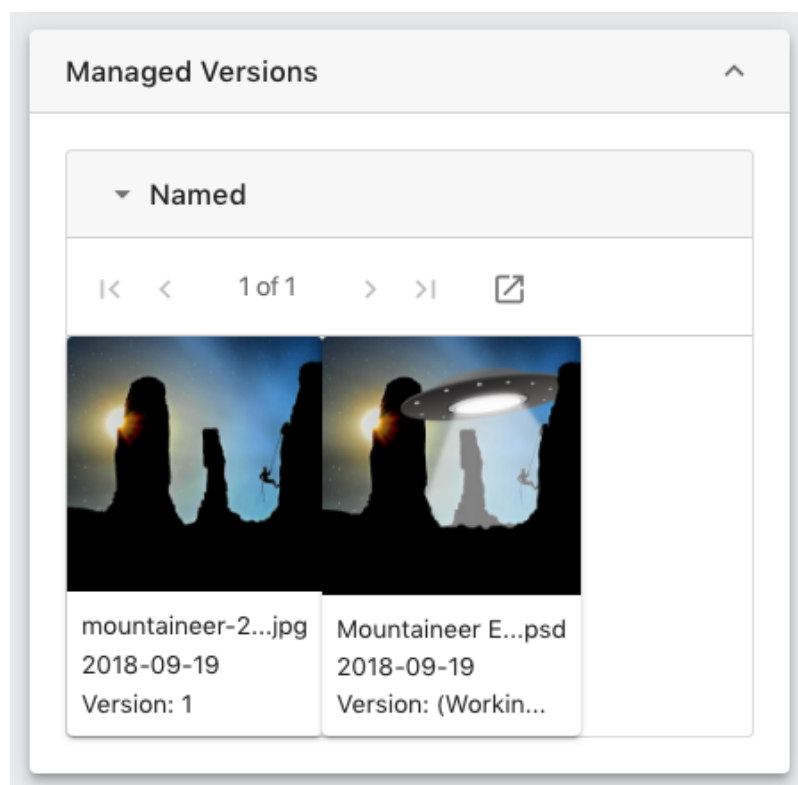 Managed Versions
Named
1 of 1
mountaineer-2...jpg
2018-09-19
Version: 1
Mountaineer E...psd
2018-09-19
Version: (Workin...